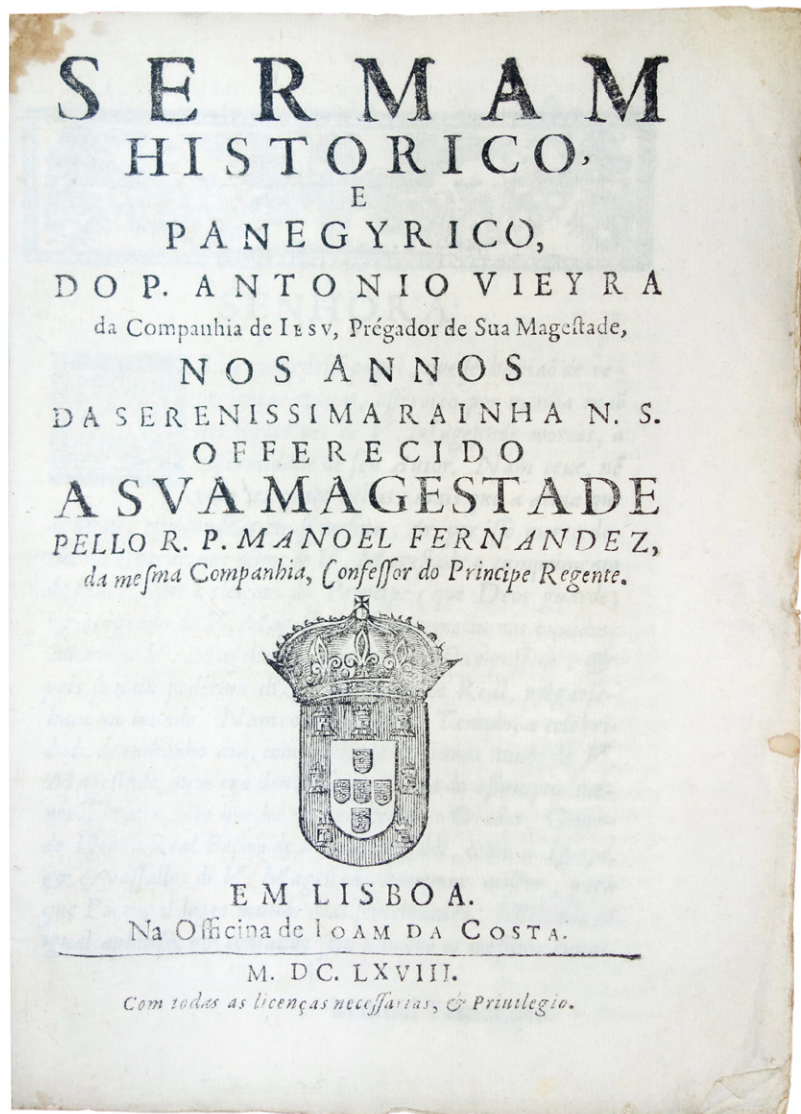 SERMAM
HISTORICO,
E
PANEGYRICO,
DO P. ANTONIO VIEYRA
da Companhia de IESV, Prégador de Sua Mageſtade,
NOS ANNOS
DA SERENISSIMA RAINHA N. S.
OFFERECIDO
A SVA MAGESTADE
PELLO R. P. MANOEL FERNANDEZ,
da meſma Companhia, Confeſſor do Principe Regente.
EM LISBOA.
Na Officina de IOAM DA COSTA.
M. DC. LXVIII.
Com todas as licenças neceſſarias, & Priuilegio.